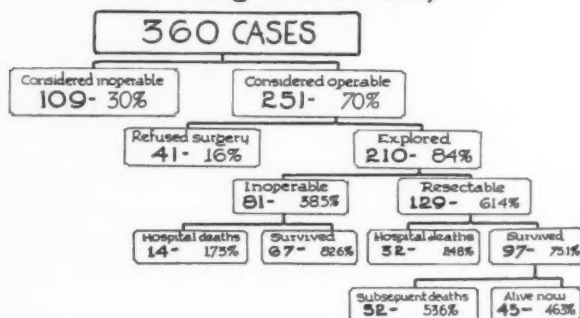 360 CASES
Considered inoperable
109- 30%
Considered operable
251- 70%
Refused surgery
41- 16%
Explored
210- 84%
Inoperable
81- 385%
Resectable
129- 614%
Hospital deaths
14- 173%
Survived
67- 826%
Hospital deaths
32- 248%
Survived
97- 751%
Subsequent deaths
52- 536%
Alive now
45- 463%